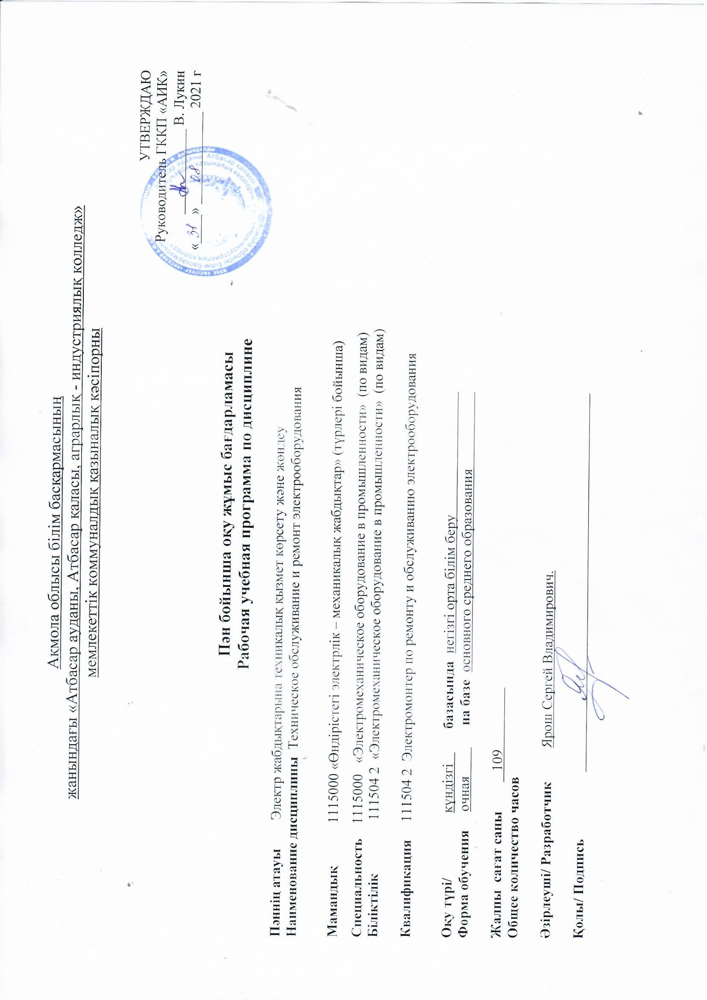 Ақмола облысы білім басқармасының
жанындағы «Атбасар ауданы, Атбасар қаласы, аграрлық - индустриялық колледж»
мемлекеттік коммуналдық қазыналық кәсіпорны
УТВЕРЖДАЮ
Руководитель ГККП «АИК»
В. Лукин
« 31 » 08 2021 г
Пән бойынша оқу жұмыс бағдарламасы
Рабочая учебная программа по дисциплине
Пәннің атауы Электр жабдықтарына техникалық қызмет көрсету және жөндеу
Наименование дисциплины Техническое обслуживание и ремонт электрооборудования
Мамандық 1115000 «Өндірістегі электрлік – механикалық жабдықтар» (түрлері бойынша)
Специальность 1115000 «Электромеханическое оборудование в промышленности» (по видам)
Біліктілік 111504 2 «Электромеханическое оборудование в промышленности» (по видам)
Квалификация 111504 2 Электромонтер по ремонту и обслуживанию электрооборудования
Оқу түрі/ күндізгі базасында негізгі орта білім беру
Форма обучения очная на базе основного среднего образования
Жалпы сағат саны 109
Общее количество часов
Әзірлеуші/ Разработчик Ярош Сергей Владимирович.
Қолы/ Подпись